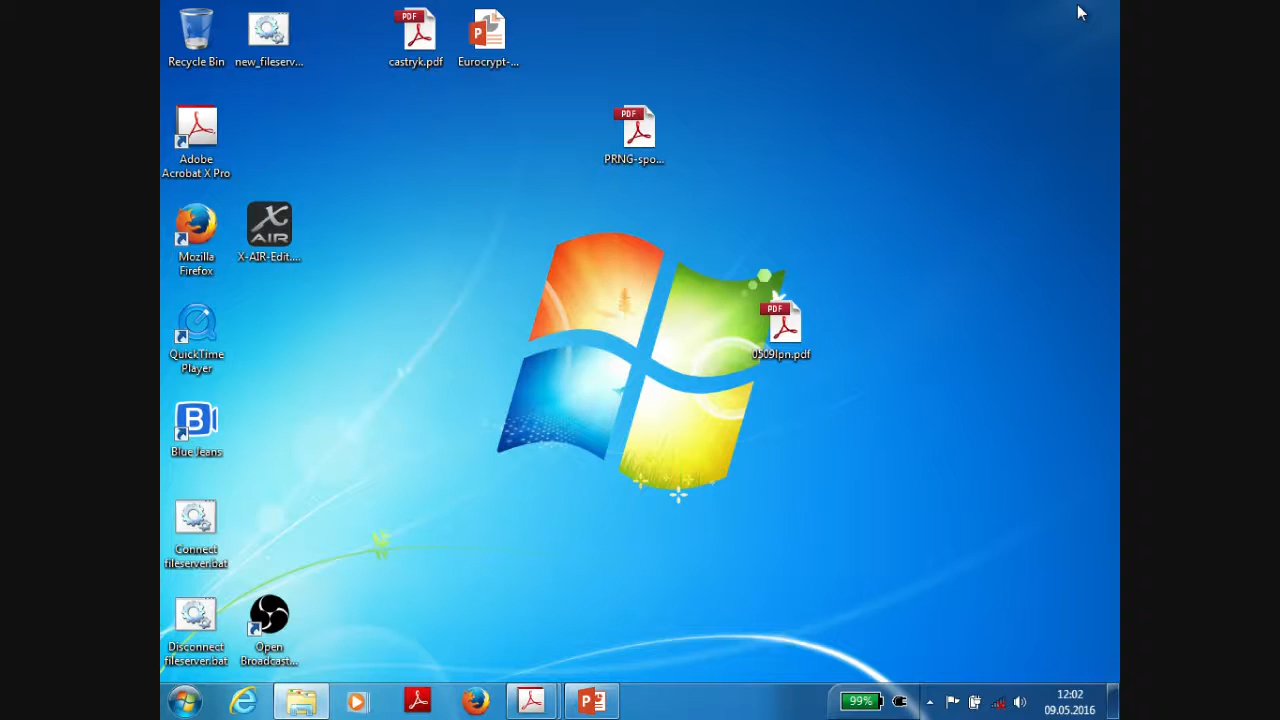 Recycle Bin
new_fileserv...
PDF
castryk.pdf
P
Eurocrypt-...
PDF
PRNG-spo...
Adobe
Acrobat X Pro
Mozilla
Firefox
X
AIR
X-AIR-Edit....
PDF
0509lpn.pdf
QuickTime
Player
B
Blue Jeans
Connect
fileserver.bat
Disconnect
fileserver.bat
Open
Broadcast...
P
99%
12:02
09.05.2016